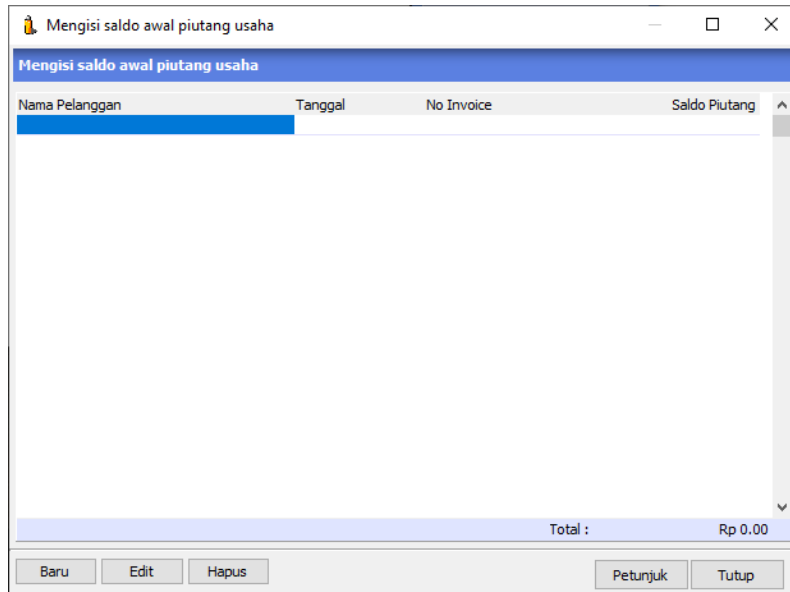 Mengisi saldo awal piutang usaha
Mengisi saldo awal piutang usaha
Nama Pelanggan Tanggal No Invoice Saldo Piutang
Total : Rp 0.00
Baru Edit Hapus Petunjuk Tutup